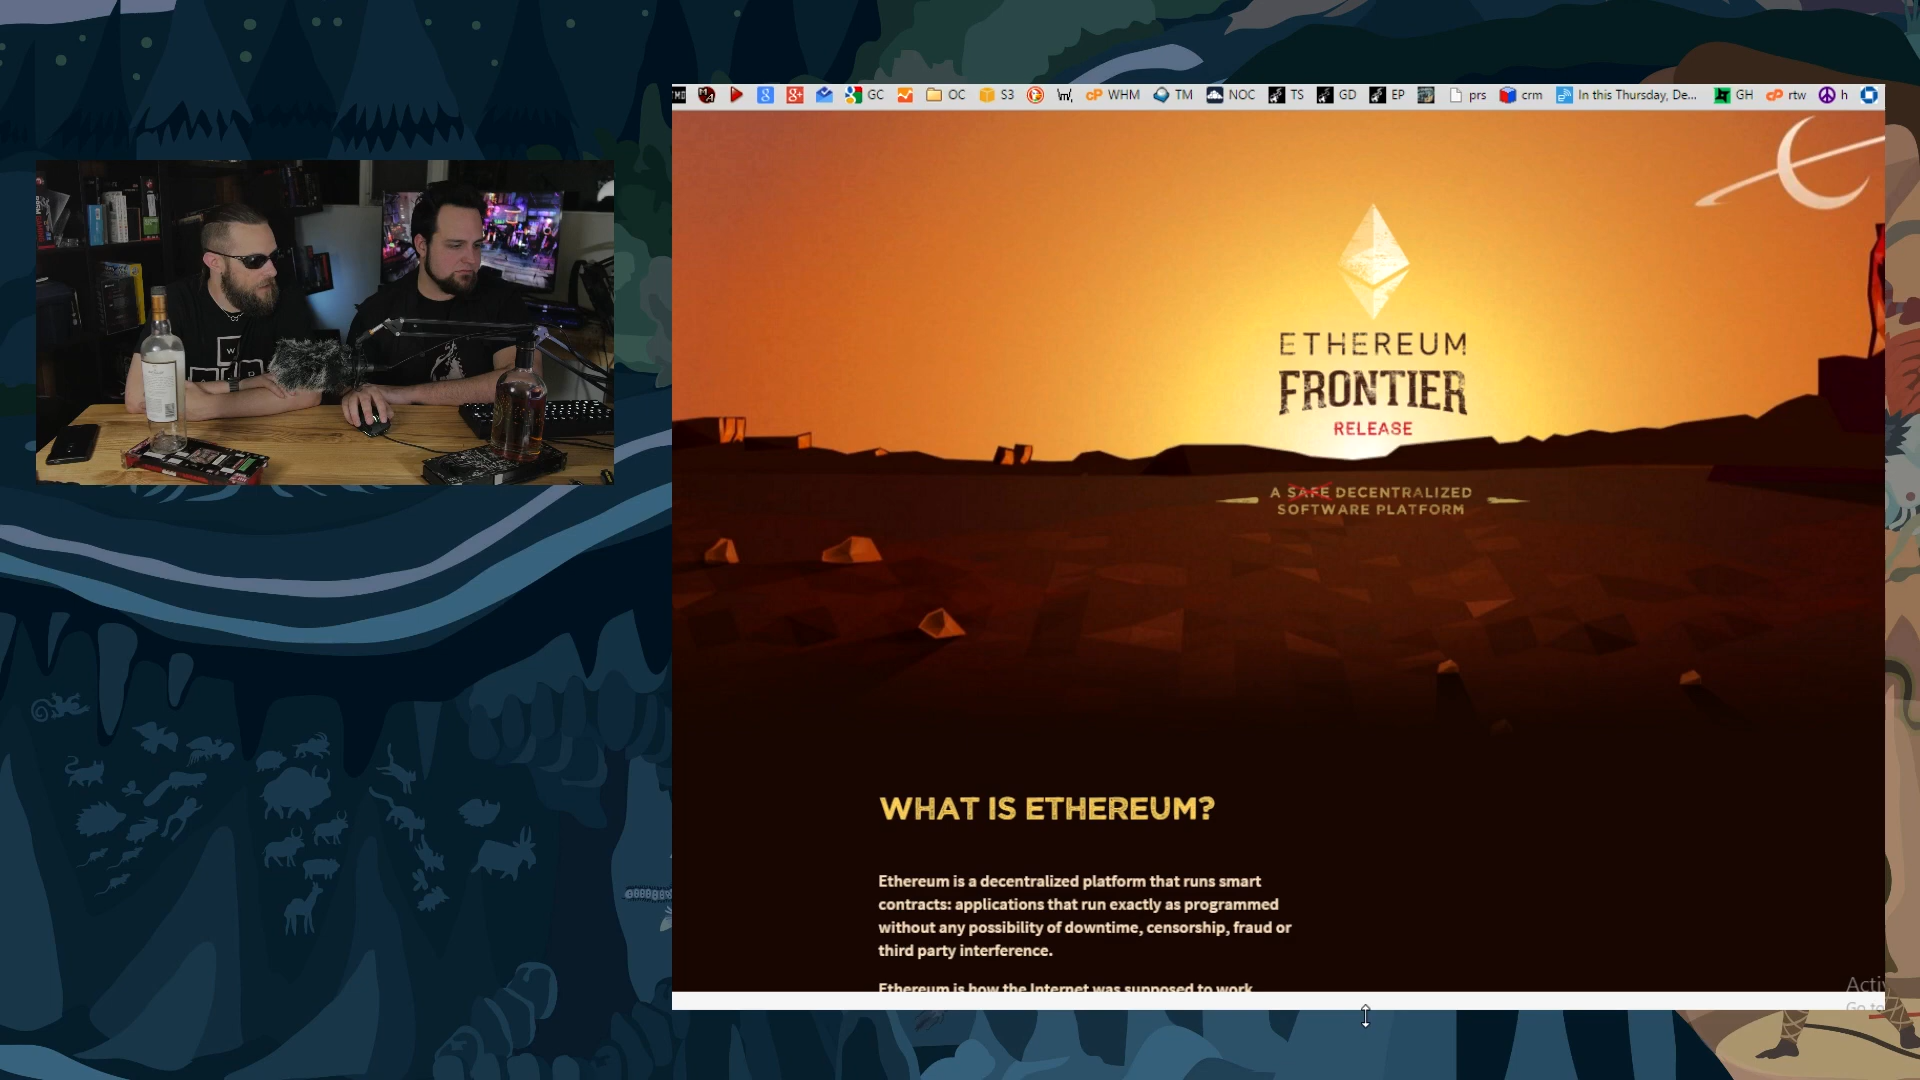 GC OC S3 \m/, WHM TM NOC TS GD EP prs crm In this Thursday, De... GH rtw h
ETHEREUM
FRONTIER
RELEASE
A SAFE DECENTRALIZED
SOFTWARE PLATFORM
WHAT IS ETHEREUM?
Ethereum is a decentralized platform that runs smart
contracts: applications that run exactly as programmed
without any possibility of downtime, censorship, fraud or
third party interference.
Ethereum is how the Internet was supposed to work